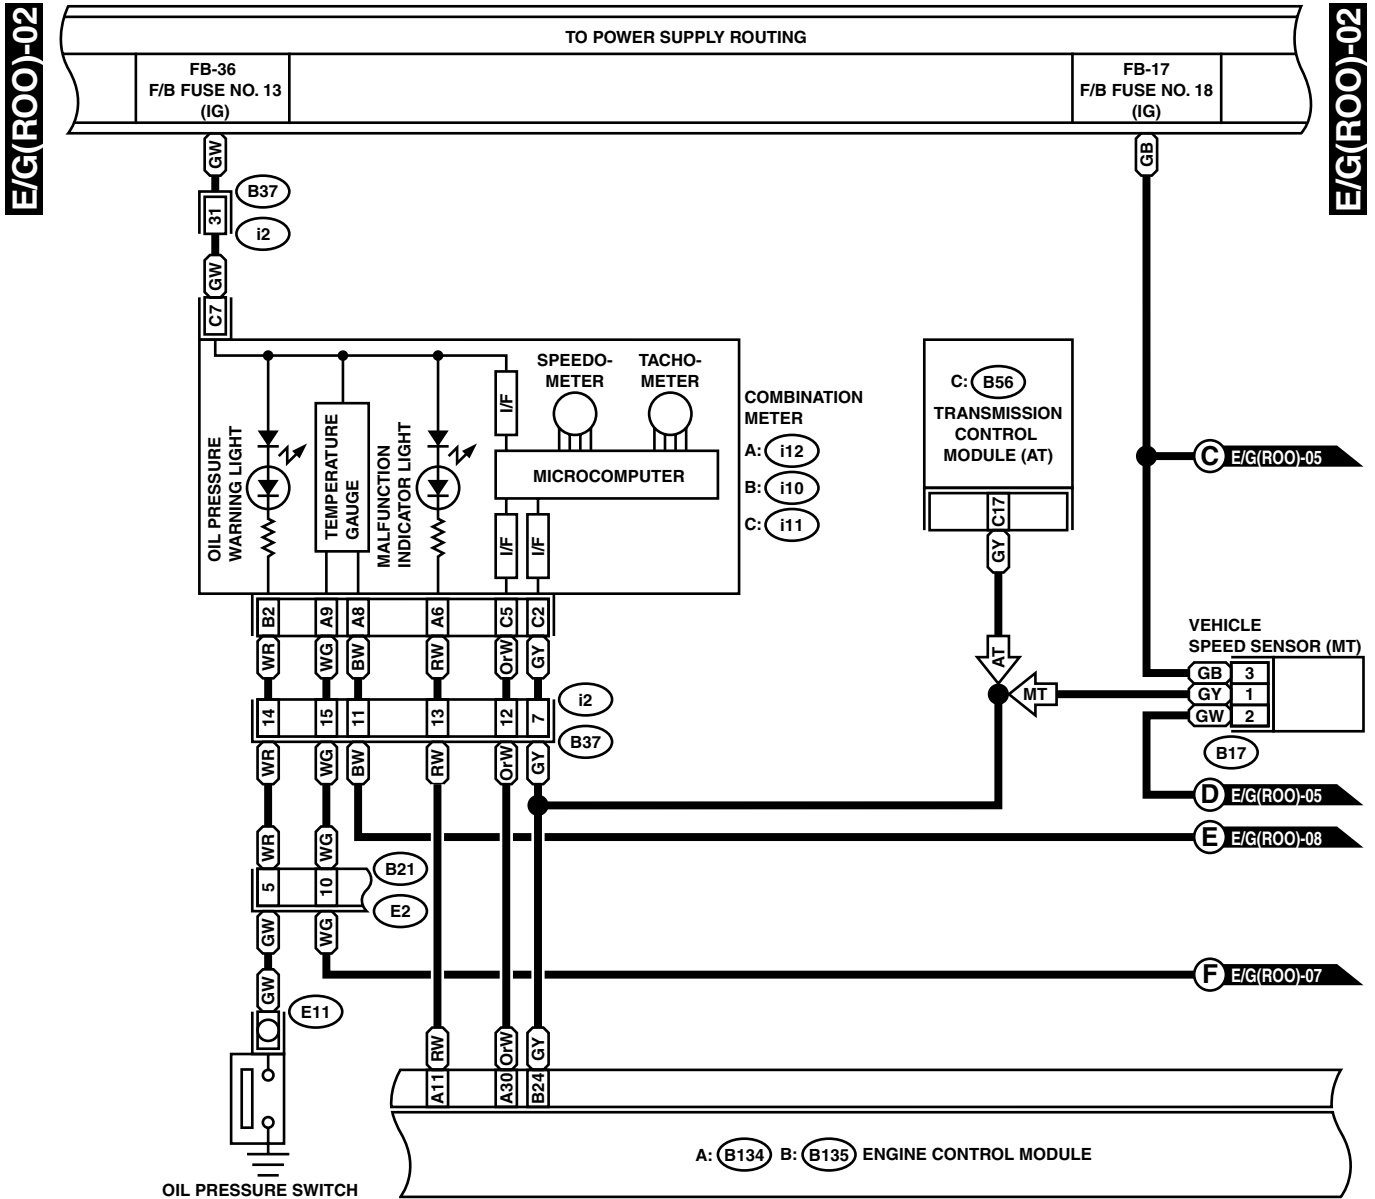 E/G(ROO)-02
E/G(ROO)-02
TO POWER SUPPLY ROUTING
FB-36
F/B FUSE NO. 13
(IG)
FB-17
F/B FUSE NO. 18
(IG)
GW
GB
B37
31
i2
GW
C7
SPEEDO-
METER
TACHO-
METER
I/F
MICROCOMPUTER
I/F
I/F
OIL PRESSURE
WARNING LIGHT
TEMPERATURE
GAUGE
MALFUNCTION
INDICATOR LIGHT
COMBINATION
METER
A: i12
B: i10
C: i11
C: B56
TRANSMISSION
CONTROL
MODULE (AT)
C17
GY
AT
MT
C E/G(ROO)-05
VEHICLE
SPEED SENSOR (MT)
GB 3
GY 1
GW 2
B17
B2 A9 A8 A6 C5 C2
WR WG BW RW OrW GY
14 15 11 13 12 7
i2
B37
WR WG BW RW OrW GY
D E/G(ROO)-05
E E/G(ROO)-08
WR WG
5 10
B21
E2
GW WG
F E/G(ROO)-07
GW
E11
RW OrW GY
A11 A30 B24
A: B134 B: B135 ENGINE CONTROL MODULE
OIL PRESSURE SWITCH